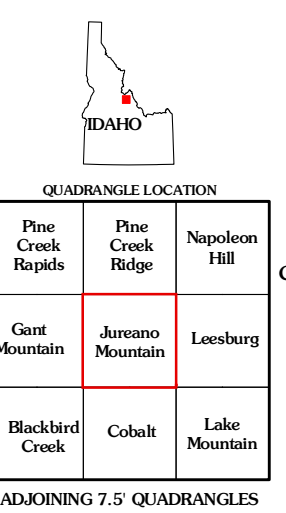 IDAHO
QUADRANGLE LOCATION
Pine
Creek
Rapids
Pine
Creek
Ridge
Napoleon
Hill
Gant
Mountain
Jureano
Mountain
Leesburg
Blackbird
Creek
Cobalt
Lake
Mountain
ADJOINING 7.5' QUADRANGLES